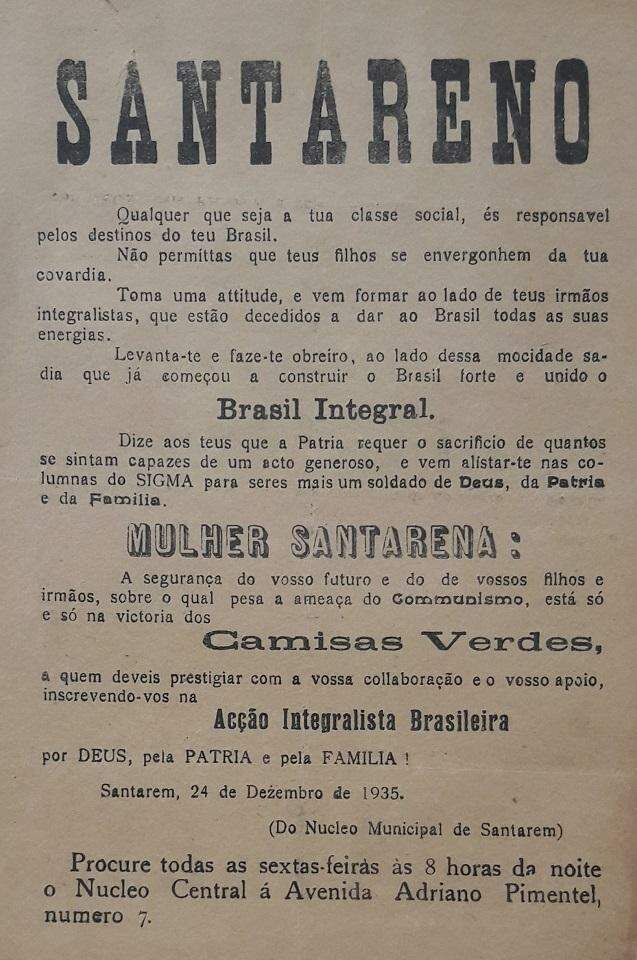 SANTARENO
Qualquer que seja a tua classe social, és responsavel
pelos destinos do teu Brasil.
Não permittas que teus filhos se envergonhem da tua
covardia.
Toma uma attitude, e vem formar ao lado de teus irmãos
integralistas, que estão decedidos a dar ao Brasil todas as suas
energias.
Levanta-te e faze-te obreiro, ao lado dessa mocidade sa-
dia que já começou a construir o Brasil forte e unido o
Brasil Integral.
Dize aos teus que a Patria requer o sacrificio de quantos
se sintam capazes de um acto generoso, e vem alistar-te nas co-
lumnas do SIGMA para seres mais um soldado de Deus, da Patria
e da Familia.
MULHER SANTARENA:
A segurança do vosso futuro e do de vossos filhos e
irmãos, sobre o qual pesa a ameaça do Communismo, está só
e só na victoria dos
Camisas Verdes,
a quem deveis prestigiar com a vossa collaboração e o vosso apoio,
inscrevendo-vos na
Acção Integralista Brasileira
por DEUS, pela PATRIA e pela FAMILIA!
Santarem, 24 de Dezembro de 1935.
(Do Nucleo Municipal de Santarem)
Procure todas as sextas-feiràs às 8 horas da noite
o Nucleo Central á Avenida Adriano Pimentel,
numero 7.